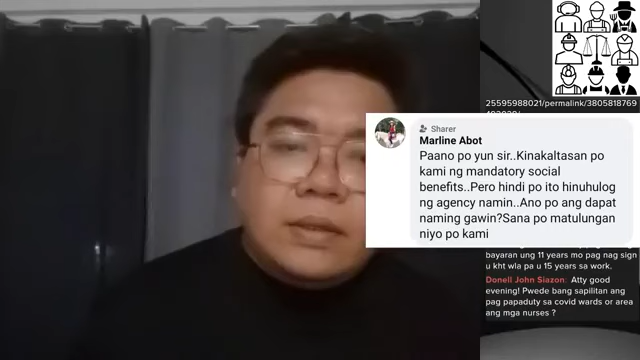 25595988021/permalink/3805818769
Sharer
Marline Abot
Paano po yun sir..Kinakaltasan po
kami ng mandatory social
benefits..Pero hindi po ito hinuhulog
ng agency namin..Ano po ang dapat
naming gawin?Sana po matulungan
niyo po kami
bayaran ung 11 years mo pag nag sign
u kht wla pa u 15 years sa work.
Donell John Siazon: Atty good
evening! Pwede bang sapilitan ang
pag papaduty sa covid wards or area
ang mga nurses ?